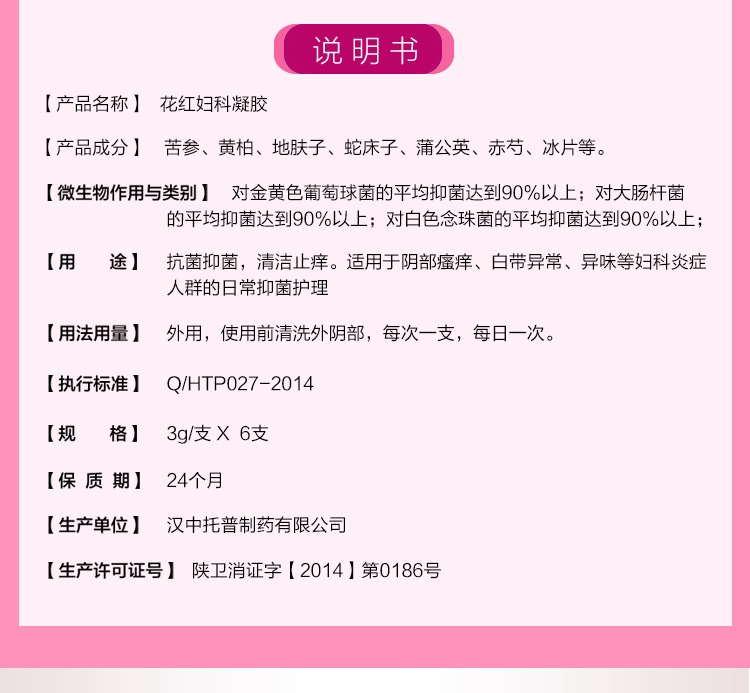 说明书
【产品名称】 花红妇科凝胶
【产品成分】 苦参、黄柏、地肤子、蛇床子、蒲公英、赤芍、冰片等。
【微生物作用与类别】 对金黄色葡萄球菌的平均抑菌达到90%以上；对大肠杆菌
的平均抑菌达到90%以上；对白色念珠菌的平均抑菌达到90%以上；
【用 途】 抗菌抑菌，清洁止痒。适用于阴部瘙痒、白带异常、异味等妇科炎症
人群的日常抑菌护理
【用法用量】 外用，使用前清洗外阴部，每次一支，每日一次。
【执行标准】 Q/HTP027-2014
【规 格】 3g/支 X 6支
【保 质 期】 24个月
【生产单位】 汉中托普制药有限公司
【生产许可证号】 陕卫消证字【2014】第0186号